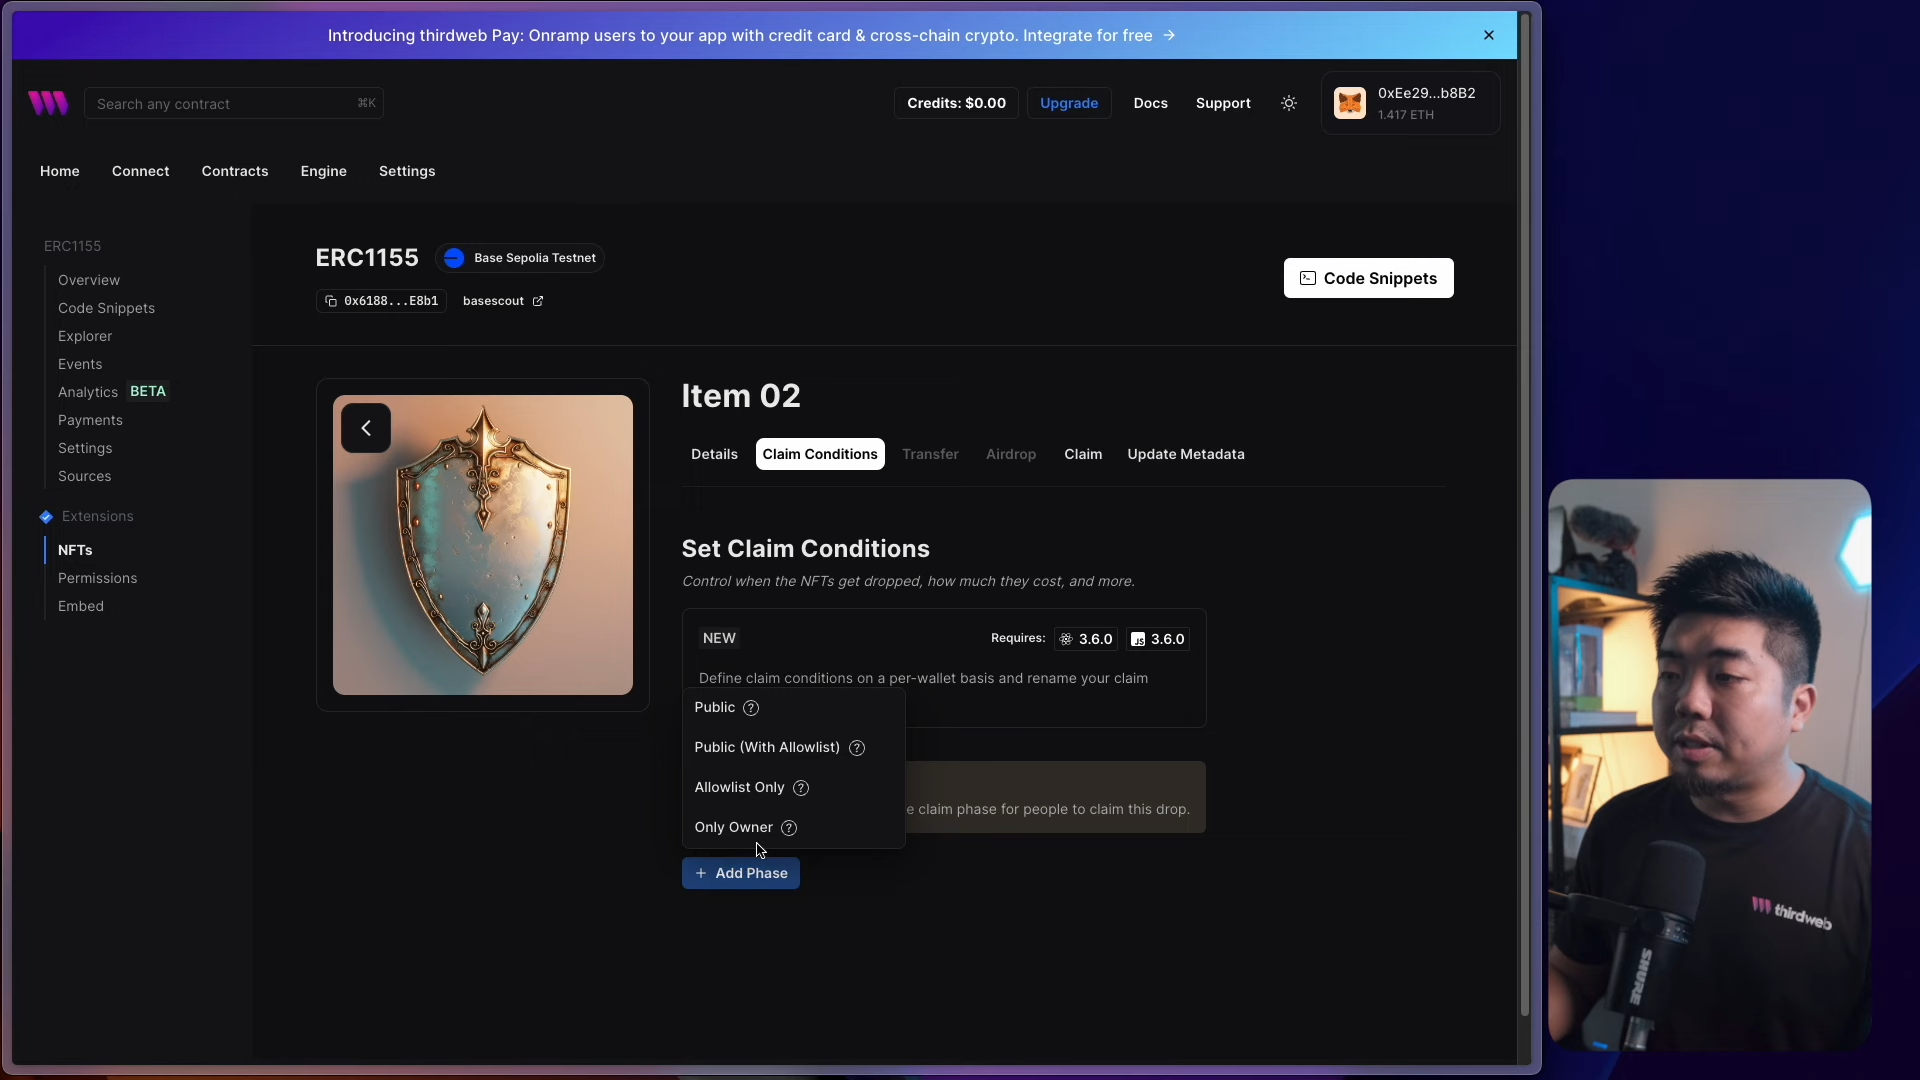 Introducing thirdweb Pay: Onramp users to your app with credit card & cross-chain crypto. Integrate for free →
Search any contract ⌘K
Credits: $0.00
Upgrade
Docs
Support
0xEe29...b8B2
1.417 ETH
Home
Connect
Contracts
Engine
Settings
ERC1155
Overview
Code Snippets
Explorer
Events
Analytics BETA
Payments
Settings
Sources
Extensions
NFTs
Permissions
Embed
ERC1155
Base Sepolia Testnet
0x6188...E8b1
basescout
Code Snippets
Item 02
Details
Claim Conditions
Transfer
Airdrop
Claim
Update Metadata
Set Claim Conditions
Control when the NFTs get dropped, how much they cost, and more.
NEW
Requires: 3.6.0 JS 3.6.0
Define claim conditions on a per-wallet basis and rename your claim
Public ?
Public (With Allowlist) ?
Allowlist Only ?
e claim phase for people to claim this drop.
Only Owner ?
+ Add Phase
thirdweb
SHURE